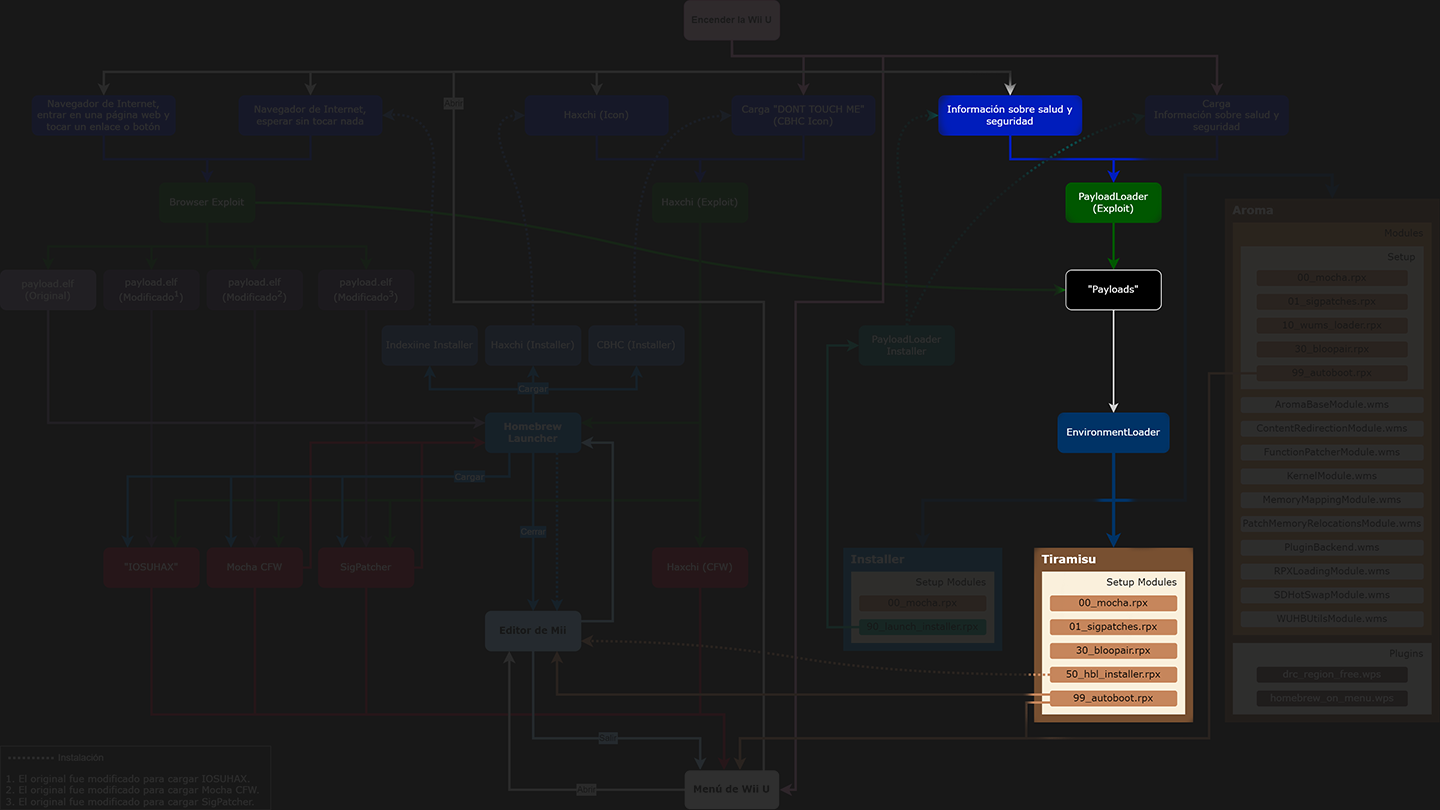 Encender la Wii U
Navegador de Internet,
entrar en una página web y
tocar un enlace o botón
Navegador de Internet,
esperar sin tocar nada
Abrir
Haxchi (Icon)
Carga "DONT TOUCH ME"
(CBHC Icon)
Información sobre salud y
seguridad
Carga
Información sobre salud y
seguridad
Browser Exploit
Haxchi (Exploit)
PayloadLoader
(Exploit)
payload.elf
(Original)
payload.elf
(Modificado¹)
payload.elf
(Modificado²)
payload.elf
(Modificado³)
"Payloads"
Indexiine Installer
Haxchi (Installer)
CBHC (Installer)
PayloadLoader
Installer
Cargar
Homebrew
Launcher
EnvironmentLoader
Cargar
Cerrar
"IOSUHAX"
Mocha CFW
SigPatcher
Haxchi (CFW)
Editor de Mii
Installer
Setup Modules
00_mocha.rpx
90_launch_installer.rpx
Tiramisu
Setup Modules
00_mocha.rpx
01_sigpatches.rpx
30_bloopair.rpx
50_hbl_installer.rpx
99_autoboot.rpx
Aroma
Modules
Setup
00_mocha.rpx
01_sigpatches.rpx
10_wums_loader.rpx
30_bloopair.rpx
99_autoboot.rpx
AromaBaseModule.wms
ContentRedirectionModule.wms
FunctionPatcherModule.wms
KernelModule.wms
MemoryMappingModule.wms
PatchMemoryRelocationsModule.wms
PluginBackend.wms
RPXLoadingModule.wms
SDHotSwapModule.wms
WUHBUtilsModule.wms
Plugins
drc_region_free.wps
homebrew_on_menu.wps
Salir
Abrir
Menú de Wii U
Instalación
1. El original fue modificado para cargar IOSUHAX.
2. El original fue modificado para cargar Mocha CFW.
3. El original fue modificado para cargar SigPatcher.